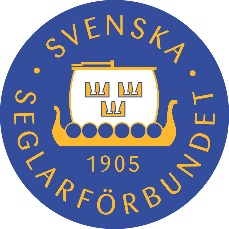 · SVENSKA ·
SEGLARFÖRBUNDET
1905